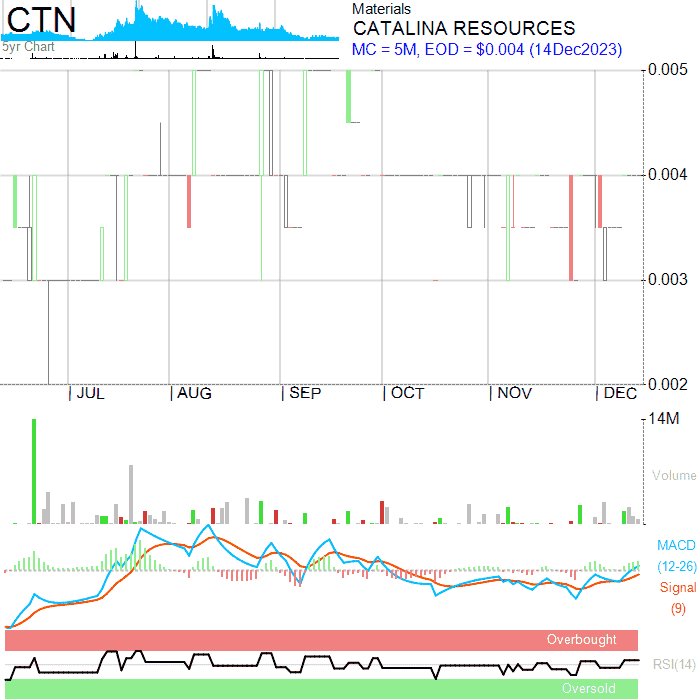 CTN
5yr Chart
Materials
CATALINA RESOURCES
MC = 5M, EOD = $0.004 (14Dec2023)
0.005
0.004
0.003
0.002
JUL
AUG
SEP
OCT
NOV
DEC
14M
Volume
MACD
(12-26)
Signal
(9)
Overbought
RSI(14)
Oversold